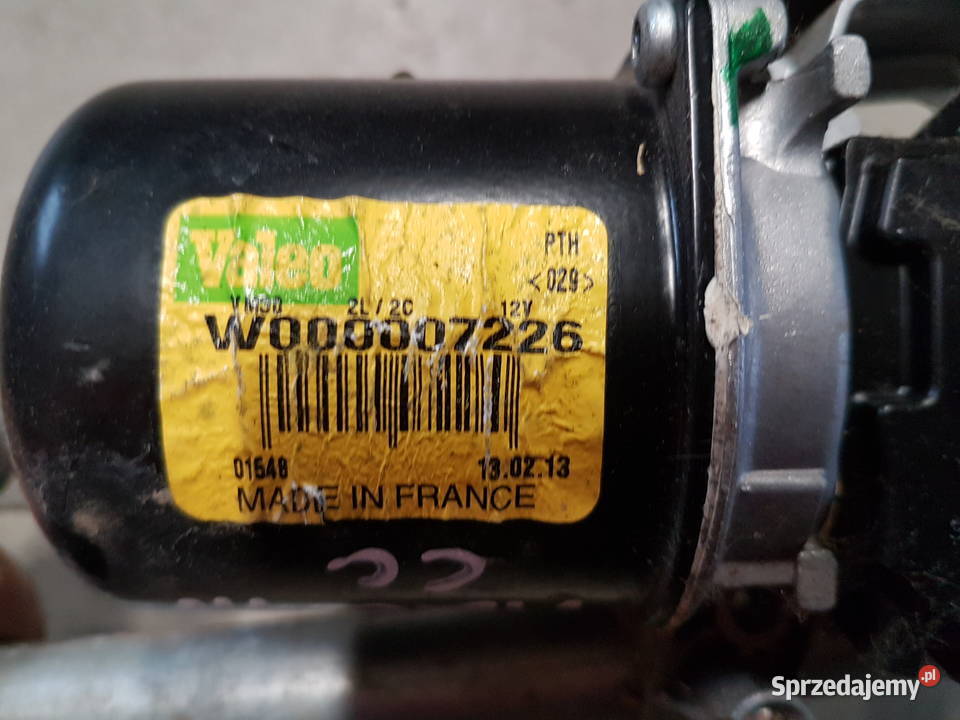 Valeo
PTH
<029>
2L/2C 12V
W000007226
01548 13.02.13
MADE IN FRANCE
Sprzedajemy.pl